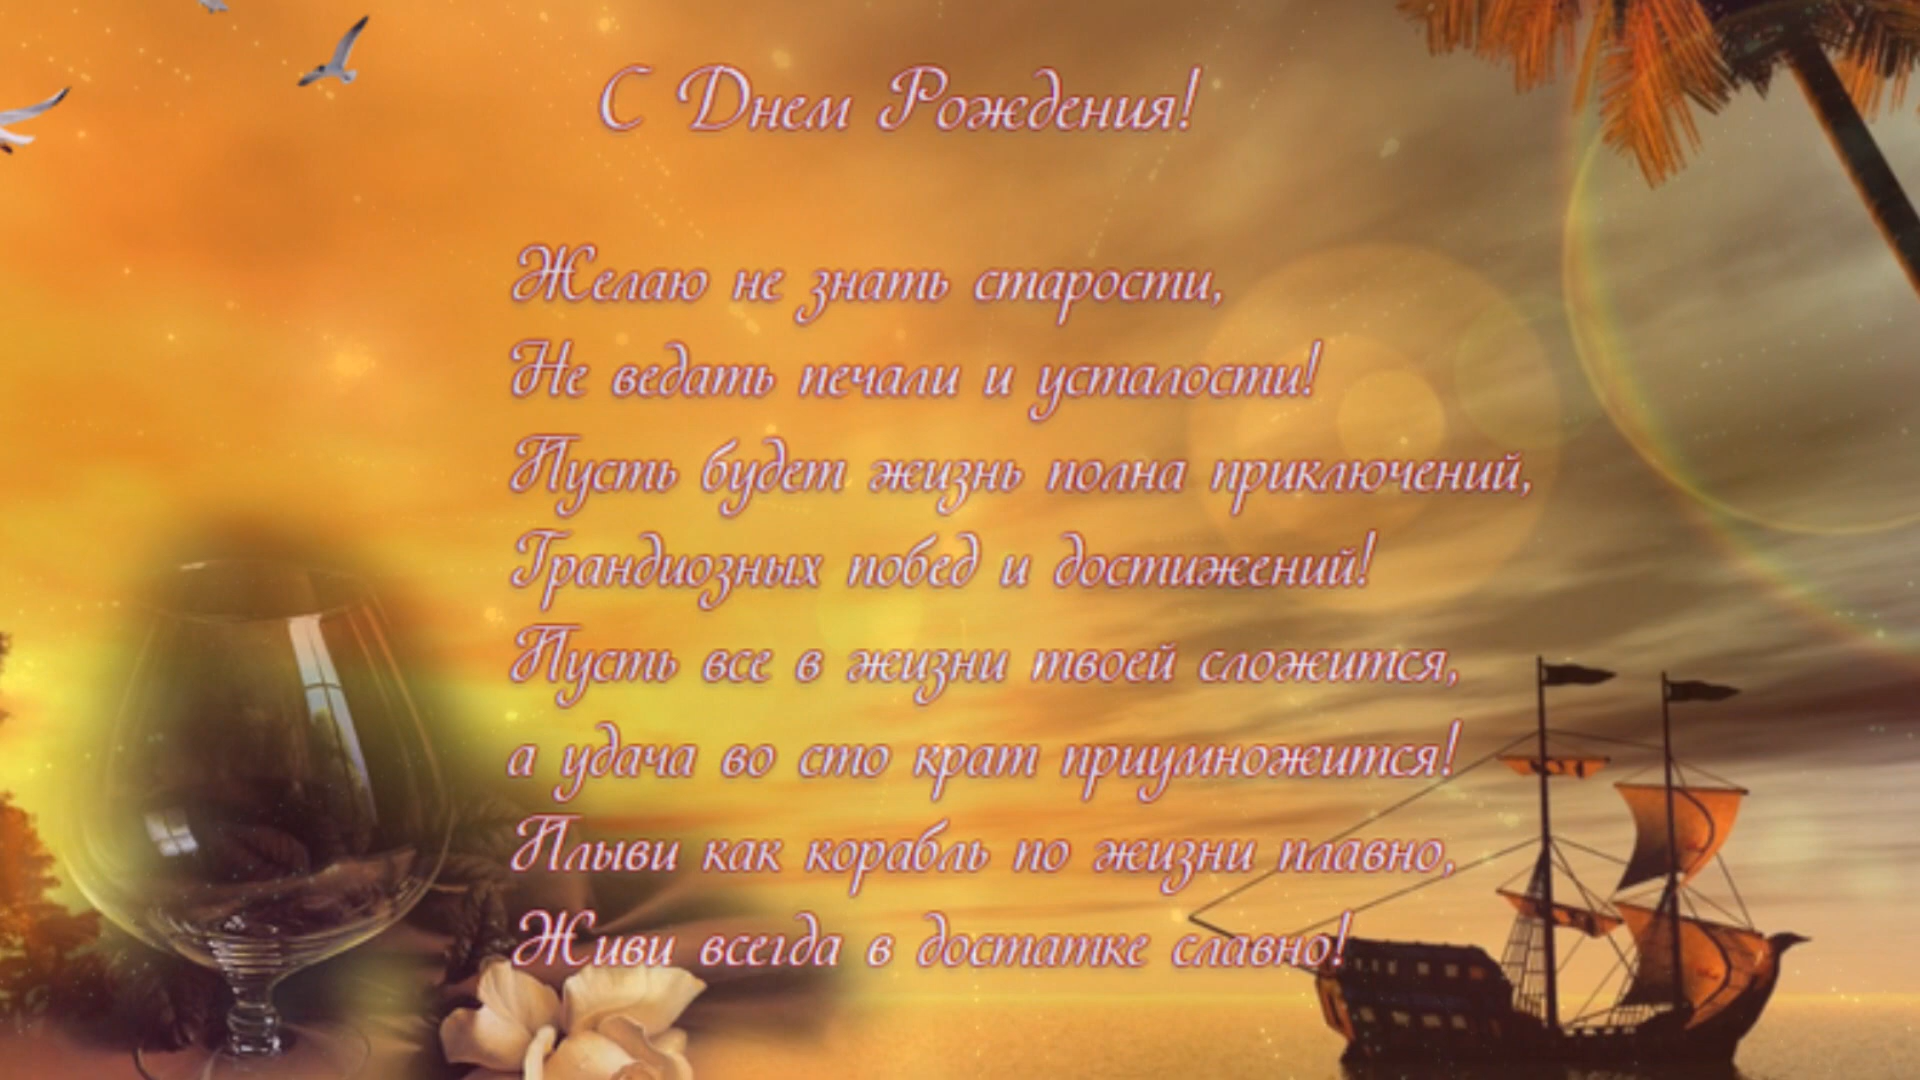 С Днем Рождения!
Желаю не знать старости,
Не ведать печали и усталости!
Пусть будет жизнь полна приключений,
Грандиозных побед и достижений!
Пусть все в жизни твоей сложится,
а удача во сто крат приумножится!
Плыви как корабль по жизни плавно,
Живи всегда в достатке славно!